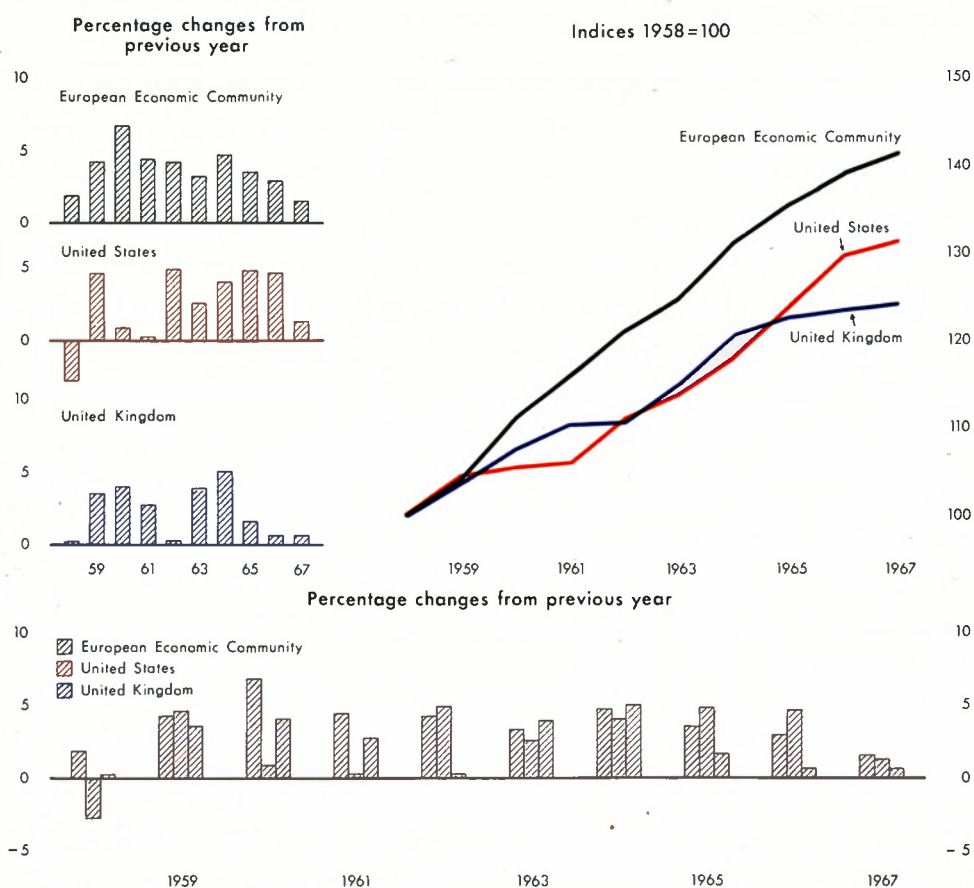 Percentage changes from
previous year
10
European Economic Community
5
0
United States
5
0
10
United Kingdom
5
0
59 61 63 65 67
Indices 1958=100
150
European Economic Community
140
United States
130
United Kingdom
120
110
100
1959 1961 1963 1965 1967
Percentage changes from previous year
10 10
European Economic Community
United States
United Kingdom
5 5
0 0
-5 -5
1959 1961 1963 1965 1967